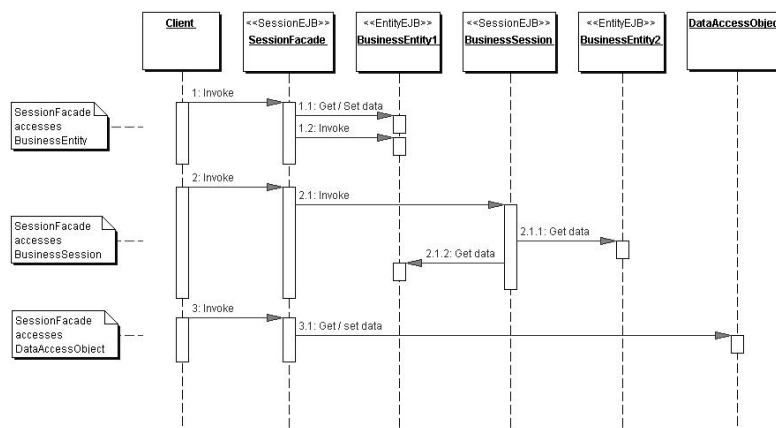 Client
<<SessionEJB>>
SessionFacade
<<EntityEJB>>
BusinessEntity1
<<SessionEJB>>
BusinessSession
<<EntityEJB>>
BusinessEntity2
DataAccessObject
SessionFacade
accesses
BusinessEntity
1: Invoke
1.1: Get / Set data
1.2: Invoke
2: Invoke
2.1: Invoke
SessionFacade
accesses
BusinessSession
2.1.1: Get data
2.1.2: Get data
SessionFacade
accesses
DataAccessObject
3: Invoke
3.1: Get / set data